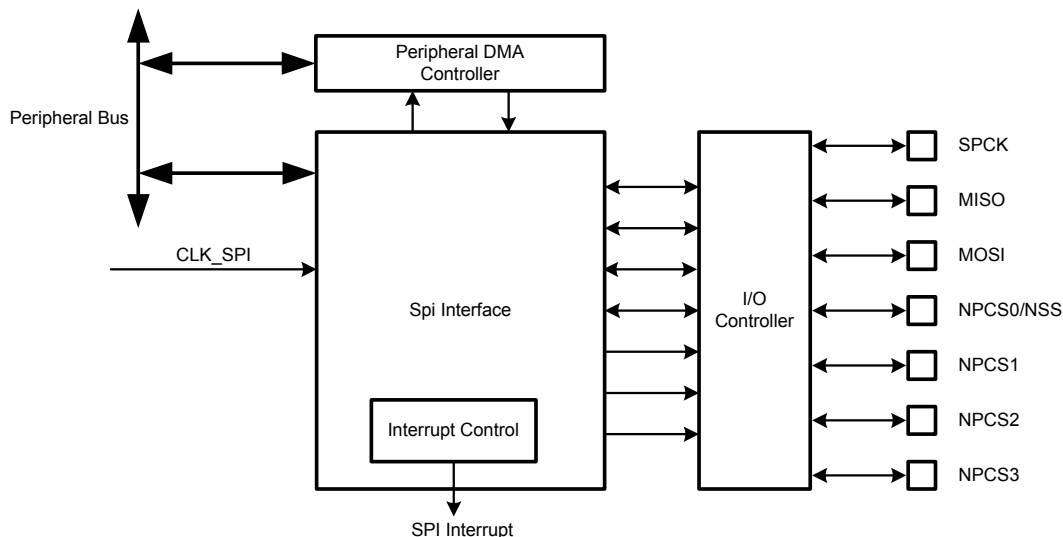 Peripheral DMA
Controller
Peripheral Bus
CLK_SPI
Spi Interface
Interrupt Control
SPI Interrupt
I/O
Controller
SPCK
MISO
MOSI
NPCS0/NSS
NPCS1
NPCS2
NPCS3